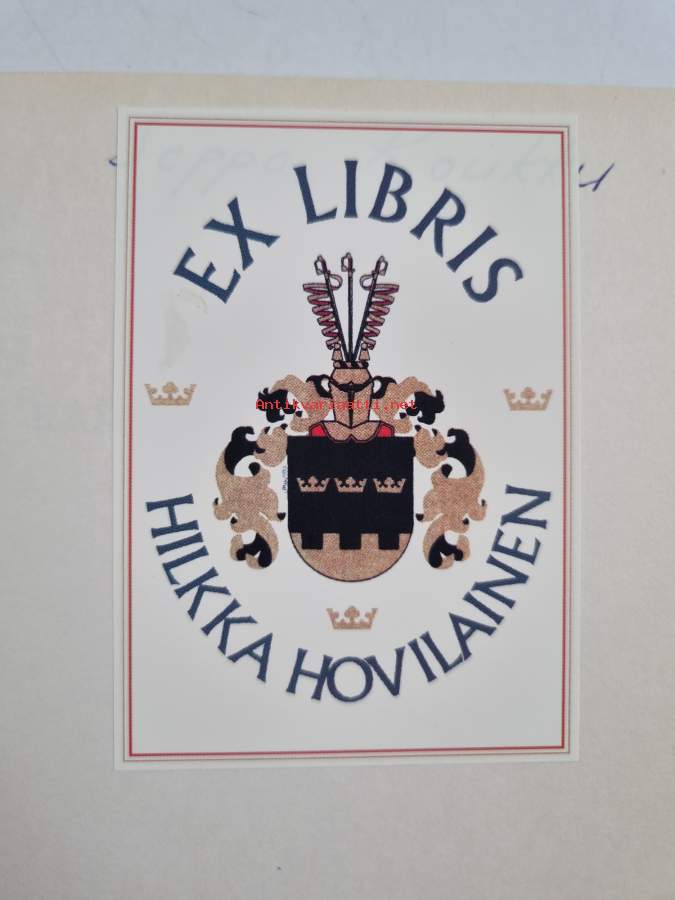 EX LIBRIS
Antikvariaatti.net
HILKKA HOVILAINEN